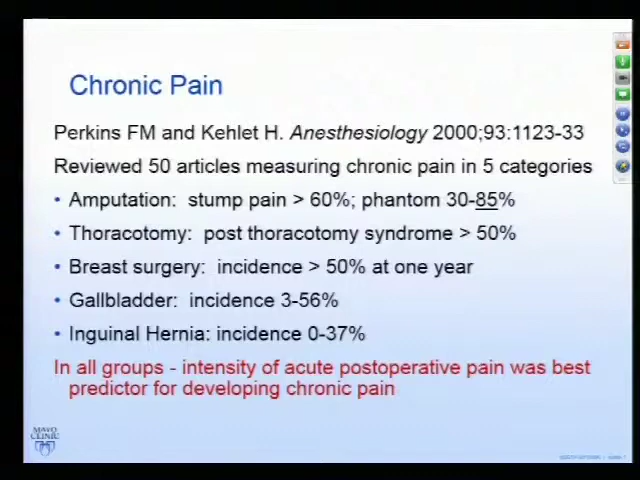 Chronic Pain
Perkins FM and Kehlet H. Anesthesiology 2000;93:1123-33
Reviewed 50 articles measuring chronic pain in 5 categories
• Amputation: stump pain > 60%; phantom 30-85%
• Thoracotomy: post thoracotomy syndrome > 50%
• Breast surgery: incidence > 50% at one year
• Gallbladder: incidence 3-56%
• Inguinal Hernia: incidence 0-37%
In all groups - intensity of acute postoperative pain was best
predictor for developing chronic pain
MAYO
CLINIC